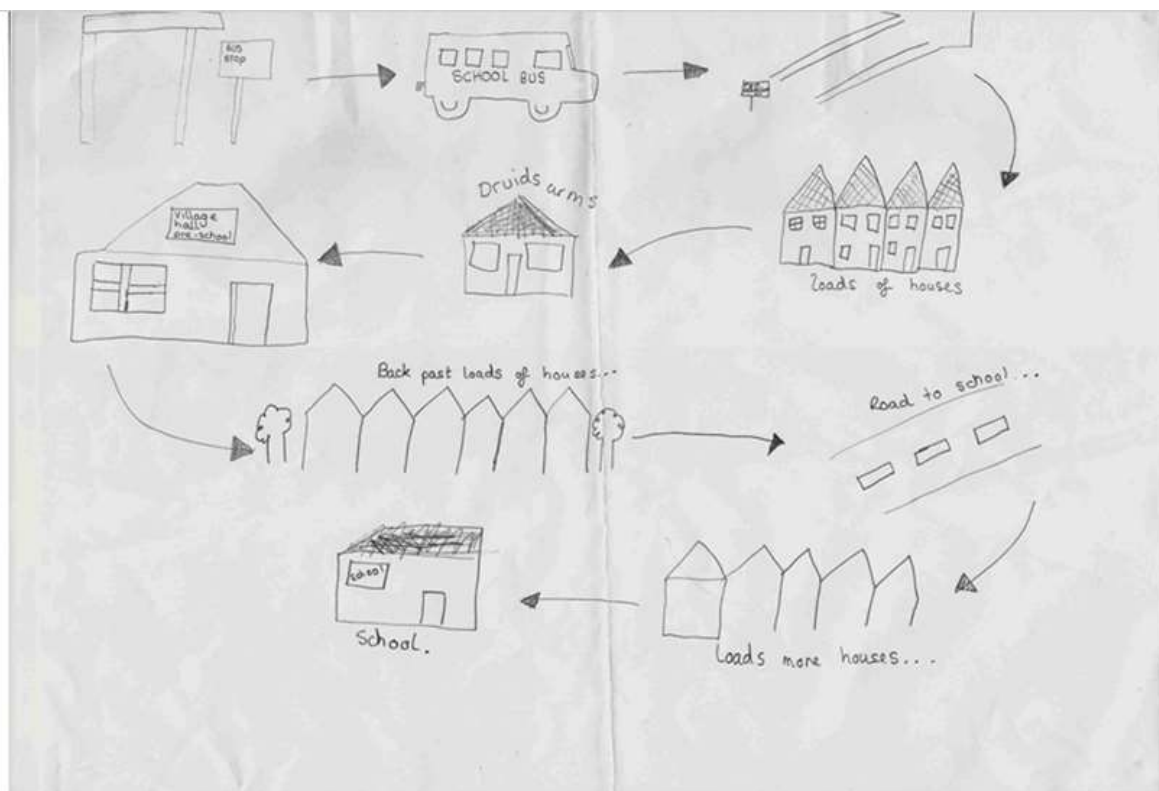 BUS
STOP
SCHOOL BUS
Druids arms
Village
hall
pre-school
loads of houses
Back past loads of houses...
Road to school...
School
School.
Loads more houses...